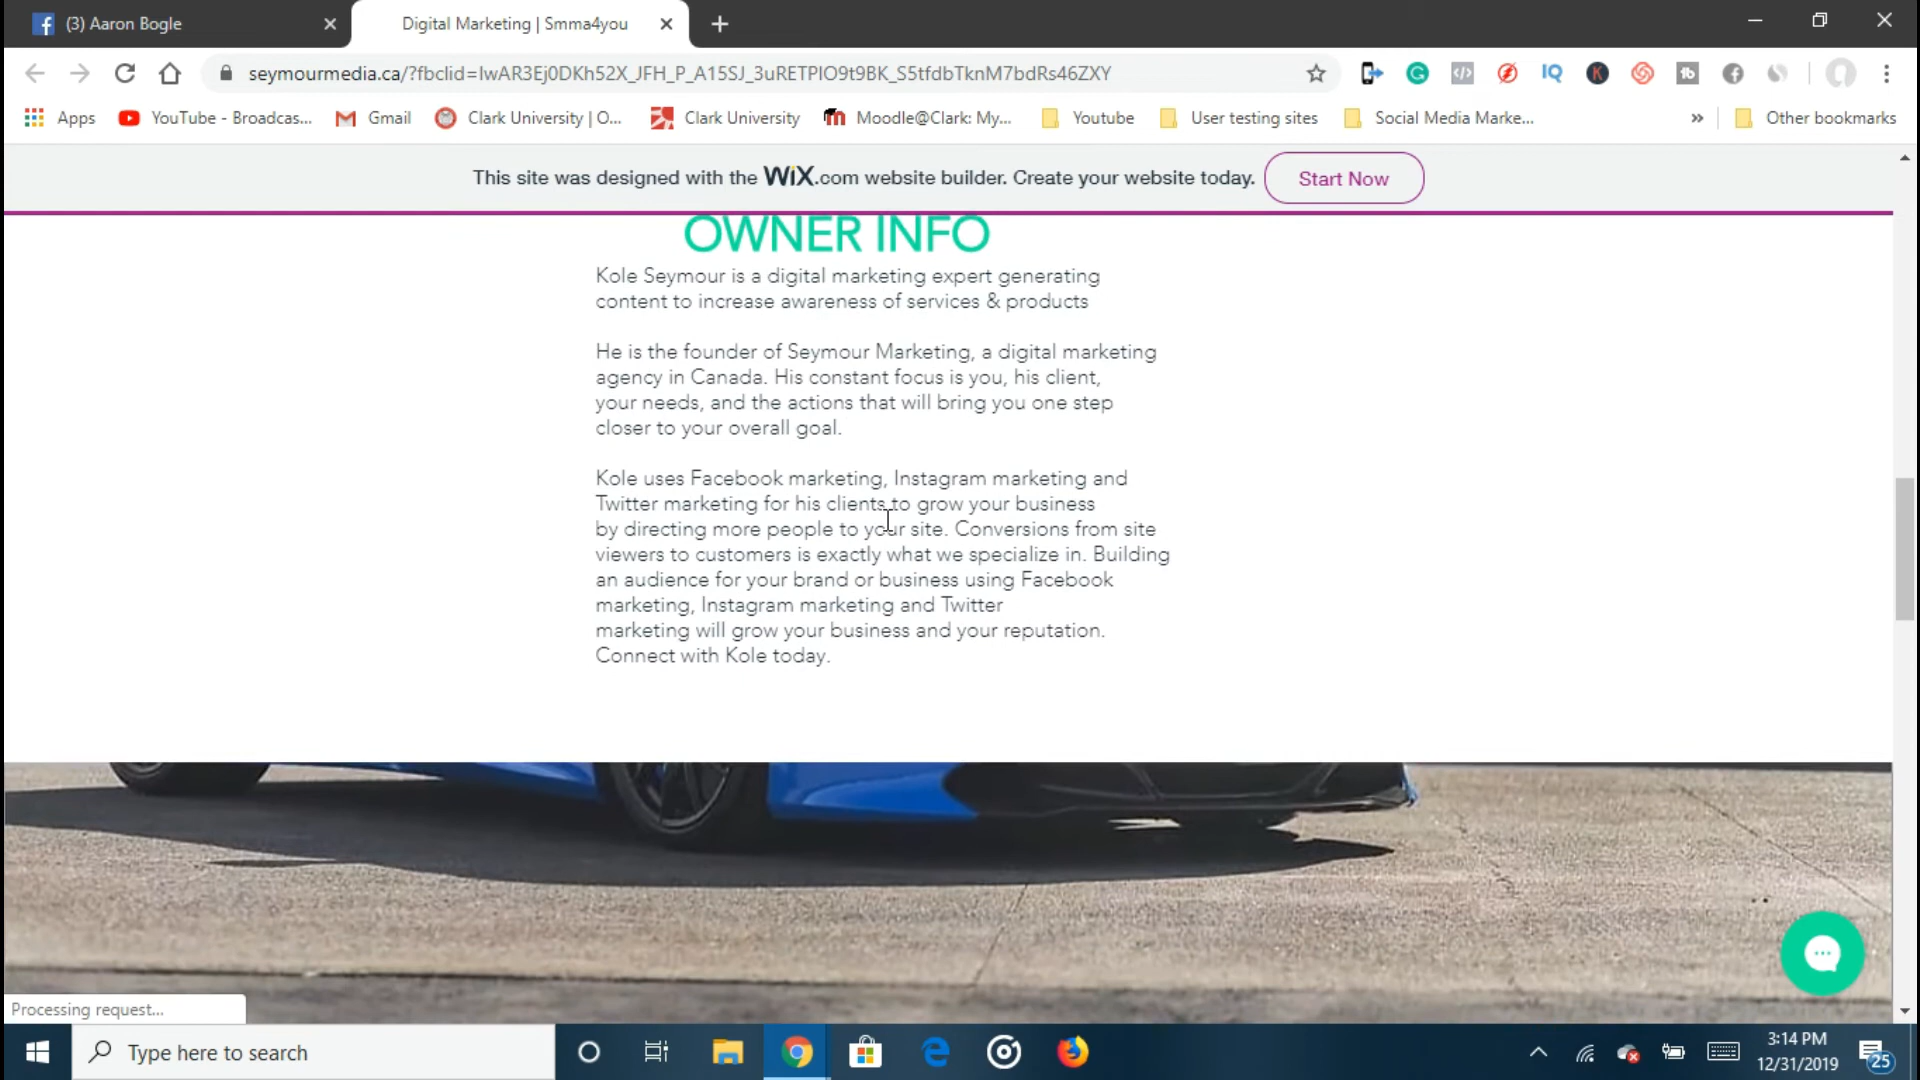 (3) Aaron Bogle
Digital Marketing | Smma4you
seymourmedia.ca/?fbclid=IwAR3Ej0DKh52X_JFH_P_A15SJ_3uRETPIO9t9BK_S5tfdbTknM7bdRs46ZXY
Apps
YouTube - Broadcas...
Gmail
Clark University | O...
Clark University
Moodle@Clark: My...
Youtube
User testing sites
Social Media Marke...
Other bookmarks
This site was designed with the WiX.com website builder. Create your website today.
Start Now
OWNER INFO
Kole Seymour is a digital marketing expert generating
content to increase awareness of services & products
He is the founder of Seymour Marketing, a digital marketing
agency in Canada. His constant focus is you, his client,
your needs, and the actions that will bring you one step
closer to your overall goal.
Kole uses Facebook marketing, Instagram marketing and
Twitter marketing for his clients to grow your business
by directing more people to your site. Conversions from site
viewers to customers is exactly what we specialize in. Building
an audience for your brand or business using Facebook
marketing, Instagram marketing and Twitter
marketing will grow your business and your reputation.
Connect with Kole today.
Processing request...
Type here to search
3:14 PM
12/31/2019
25